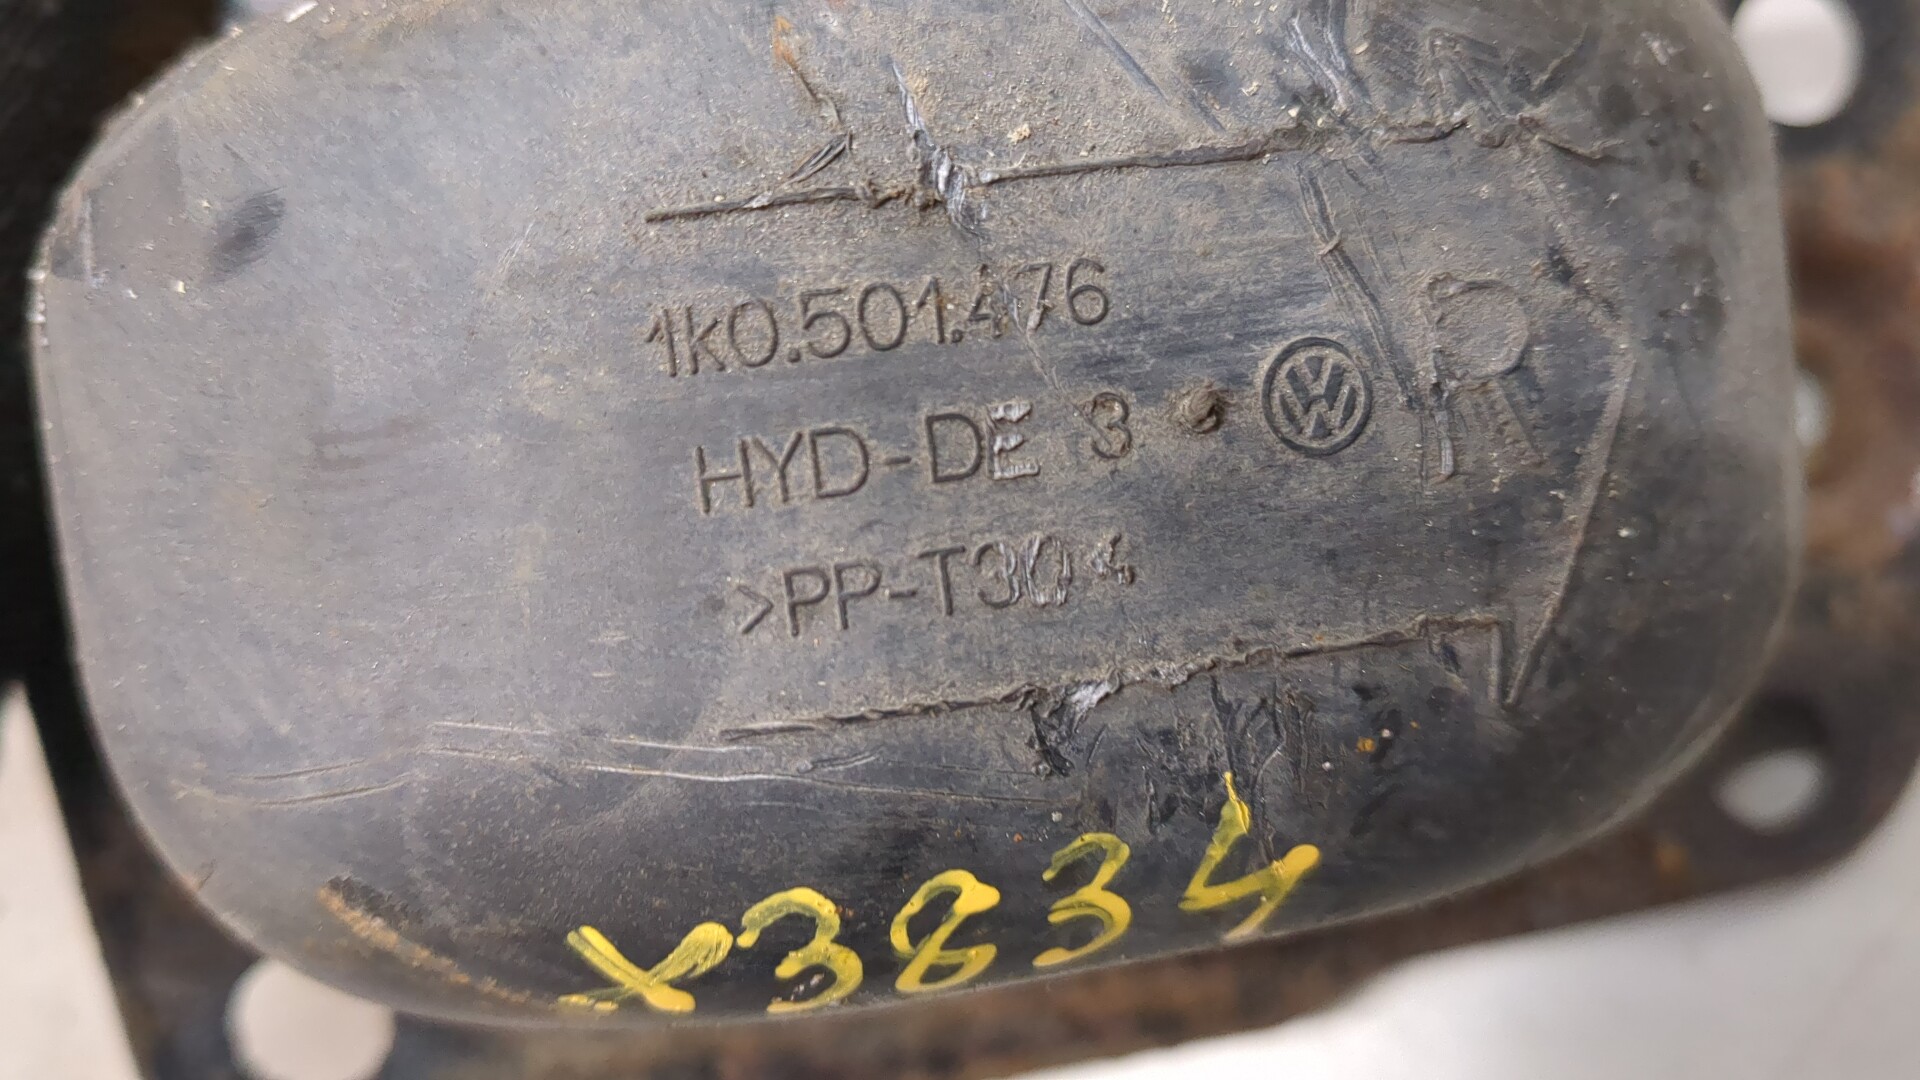 1k0.501.476
HYD-DE 3 R
>PP-T30<
X3834